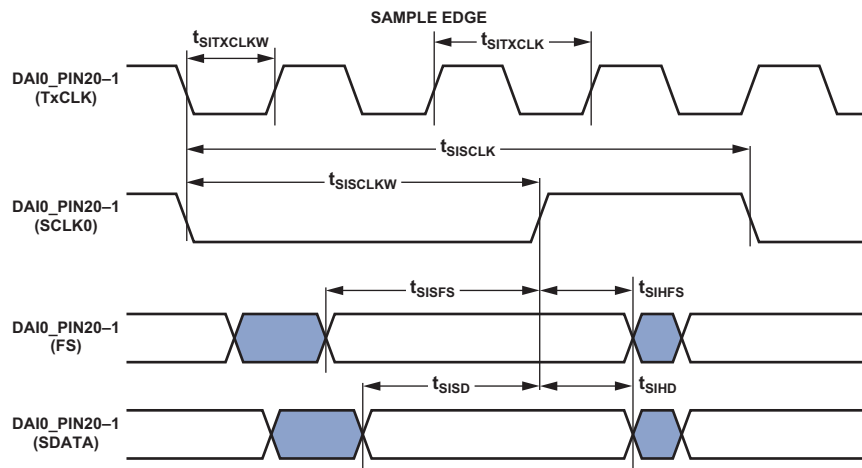 SAMPLE EDGE
tSITXCLKW
tSITXCLK
DAI0_PIN20–1
(TxCLK)
tSISCLK
tSISCLKW
DAI0_PIN20–1
(SCLK0)
tSISFS
tSIHFS
DAI0_PIN20–1
(FS)
tSISD
tSIHD
DAI0_PIN20–1
(SDATA)